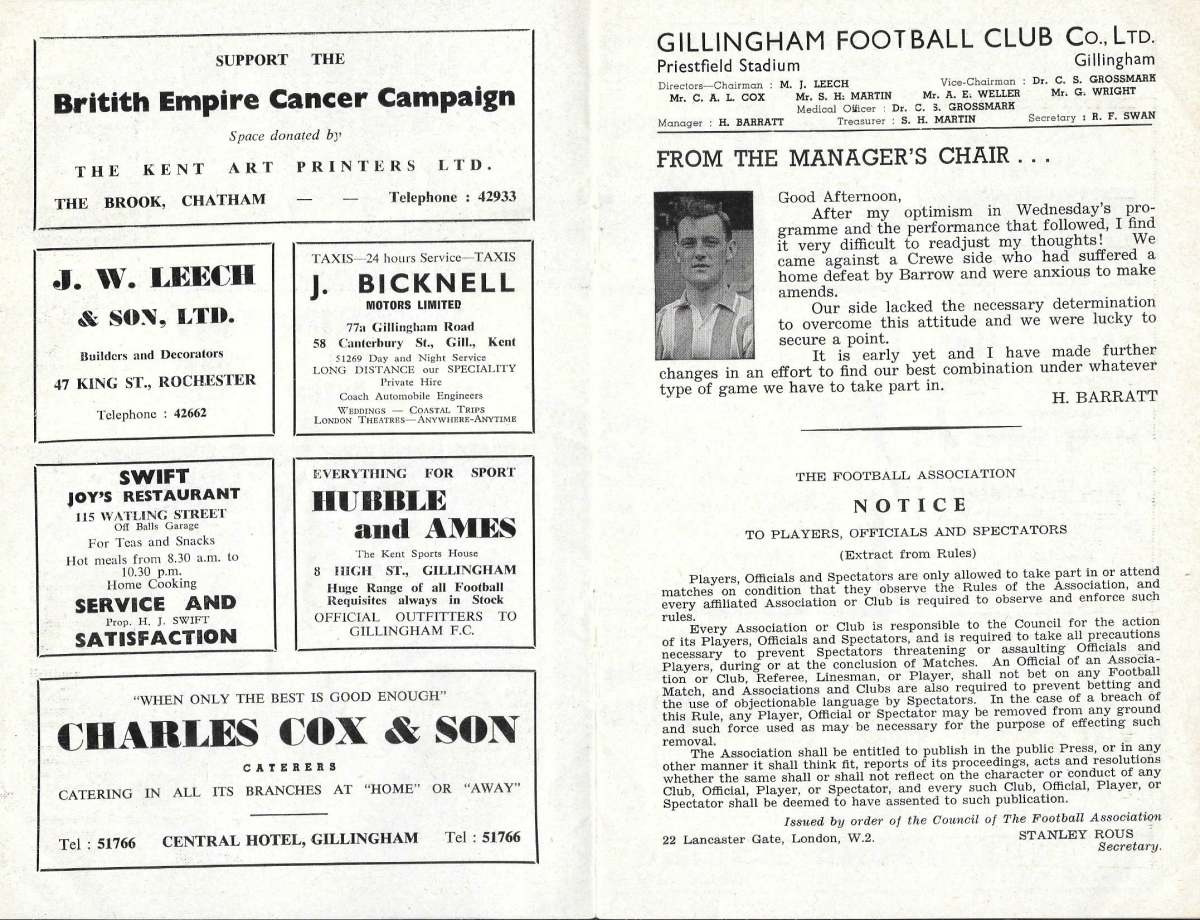 SUPPORT THE
Britith Empire Cancer Campaign
Space donated by
THE KENT ART PRINTERS LTD.
THE BROOK, CHATHAM — — Telephone : 42933
J. W. LEECH
& SON, LTD.
Builders and Decorators
47 KING ST., ROCHESTER
Telephone : 42662
TAXIS—24 hours Service—TAXIS
J. BICKNELL
MOTORS LIMITED
77a Gillingham Road
58 Canterbury St., Gill., Kent
51269 Day and Night Service
LONG DISTANCE our SPECIALITY
Private Hire
Coach Automobile Engineers
WEDDINGS — COASTAL TRIPS
LONDON THEATRES—ANYWHERE-ANYTIME
SWIFT
JOY'S RESTAURANT
115 WATLING STREET
Off Balls Garage
For Teas and Snacks
Hot meals from 8.30 a.m. to
10.30 p.m.
Home Cooking
SERVICE AND
Prop. H. J. SWIFT
SATISFACTION
EVERYTHING FOR SPORT
HUBBLE
and AMES
The Kent Sports House
8 HIGH ST., GILLINGHAM
Huge Range of all Football
Requisites always in Stock
OFFICIAL OUTFITTERS TO
GILLINGHAM F.C.
"WHEN ONLY THE BEST IS GOOD ENOUGH"
CHARLES COX & SON
CATERERS
CATERING IN ALL ITS BRANCHES AT "HOME" OR "AWAY"
Tel : 51766 CENTRAL HOTEL, GILLINGHAM Tel : 51766
GILLINGHAM FOOTBALL CLUB Co., LTD.
Priestfield Stadium Gillingham
Directors—Chairman : M. J. LEECH Vice-Chairman : Dr. C. S. GROSSMARK
Mr. C. A. L. COX Mr. S. H. MARTIN Mr. A. E. WELLER Mr. G. WRIGHT
Medical Officer : Dr. C. S. GROSSMARK
Manager : H. BARRATT Treasurer : S. H. MARTIN Secretary : R. F. SWAN
FROM THE MANAGER'S CHAIR . . .
Good Afternoon,
After my optimism in Wednesday's pro-
gramme and the performance that followed, I find
it very difficult to readjust my thoughts! We
came against a Crewe side who had suffered a
home defeat by Barrow and were anxious to make
amends.
Our side lacked the necessary determination
to overcome this attitude and we were lucky to
secure a point.
It is early yet and I have made further
changes in an effort to find our best combination under whatever
type of game we have to take part in.
H. BARRATT
THE FOOTBALL ASSOCIATION
NOTICE
TO PLAYERS, OFFICIALS AND SPECTATORS
(Extract from Rules)
Players, Officials and Spectators are only allowed to take part in or attend
matches on condition that they observe the Rules of the Association, and
every affiliated Association or Club is required to observe and enforce such
rules.
Every Association or Club is responsible to the Council for the action
of its Players, Officials and Spectators, and is required to take all precautions
necessary to prevent Spectators threatening or assaulting Officials and
Players, during or at the conclusion of Matches. An Official of an Associa-
tion or Club, Referee, Linesman, or Player, shall not bet on any Football
Match, and Associations and Clubs are also required to prevent betting and
the use of objectionable language by Spectators. In the case of a breach of
this Rule, any Player, Official or Spectator may be removed from any ground
and such force used as may be necessary for the purpose of effecting such
removal.
The Association shall be entitled to publish in the public Press, or in any
other manner it shall think fit, reports of its proceedings, acts and resolutions
whether the same shall or shall not reflect on the character or conduct of any
Club, Official, Player, or Spectator, and every such Club, Official, Player, or
Spectator shall be deemed to have assented to such publication.
Issued by order of the Council of The Football Association
22 Lancaster Gate, London, W.2. STANLEY ROUS
Secretary.